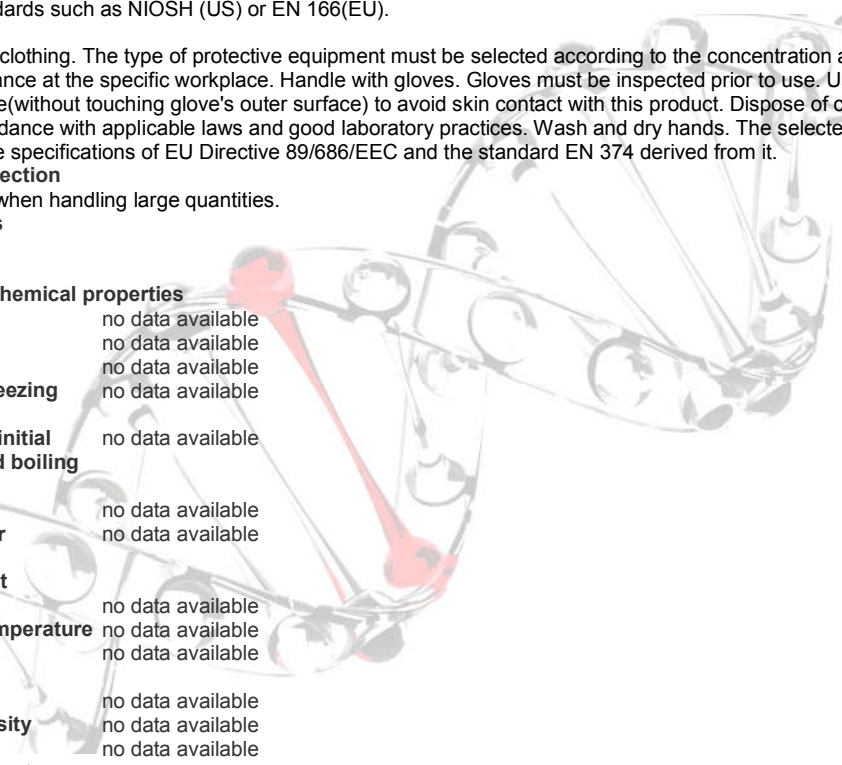 dards such as NIOSH (US) or EN 166(EU).
clothing. The type of protective equipment must be selected according to the concentration a
ance at the specific workplace. Handle with gloves. Gloves must be inspected prior to use. U
e(without touching glove's outer surface) to avoid skin contact with this product. Dispose of c
dance with applicable laws and good laboratory practices. Wash and dry hands. The selecte
e specifications of EU Directive 89/686/EEC and the standard EN 374 derived from it.
ection
when handling large quantities.
s
hemical properties
no data available
no data available
no data available
eezing no data available
initial no data available
d boiling
no data available
r no data available
t
no data available
mperature no data available
no data available
no data available
sity no data available
no data available